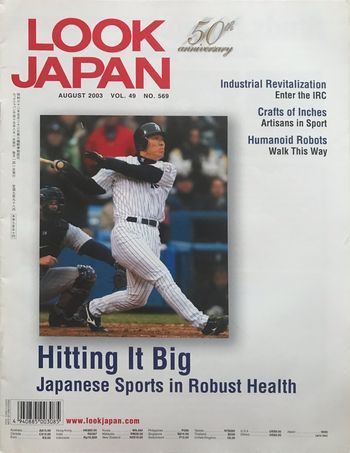 LOOK
JAPAN
50th
anniversary
AUGUST 2003 VOL. 49 NO. 569
Industrial Revitalization
Enter the IRC
Crafts of Inches
Artisans in Sport
Humanoid Robots
Walk This Way
Hitting It Big
Japanese Sports in Robust Health
4940885003085
www.lookjapan.com